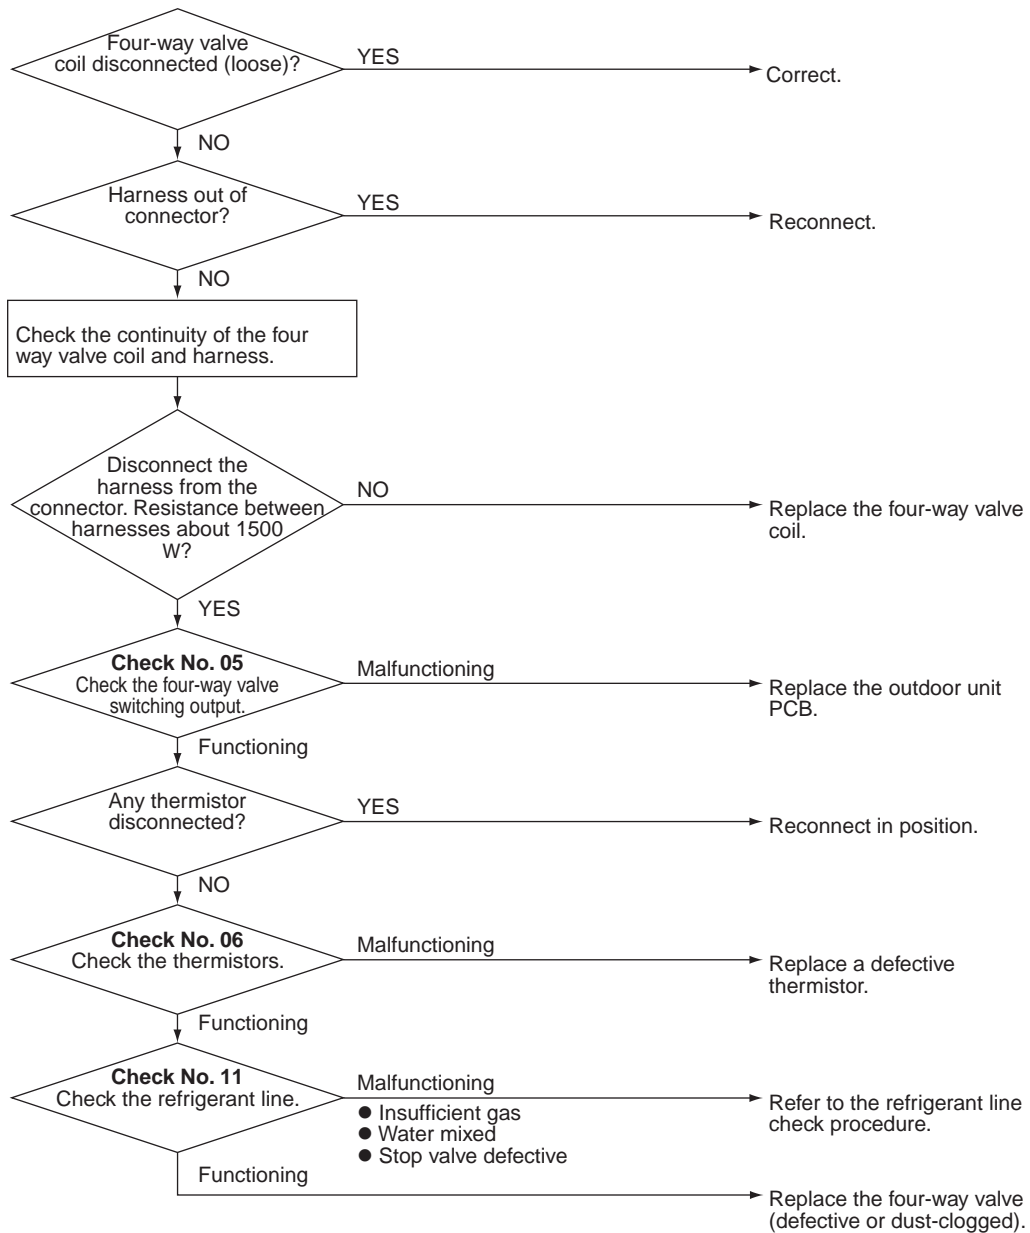 Four-way valve
coil disconnected (loose)?
YES
Correct.
NO
Harness out of
connector?
YES
Reconnect.
NO
Check the continuity of the four
way valve coil and harness.
Disconnect the
harness from the
connector. Resistance between
harnesses about 1500
W?
NO
Replace the four-way valve
coil.
YES
Check No. 05
Check the four-way valve
switching output.
Malfunctioning
Replace the outdoor unit
PCB.
Functioning
Any thermistor
disconnected?
YES
Reconnect in position.
NO
Check No. 06
Check the thermistors.
Malfunctioning
Replace a defective
thermistor.
Functioning
Check No. 11
Check the refrigerant line.
Malfunctioning
● Insufficient gas
● Water mixed
● Stop valve defective
Refer to the refrigerant line
check procedure.
Functioning
Replace the four-way valve
(defective or dust-clogged).